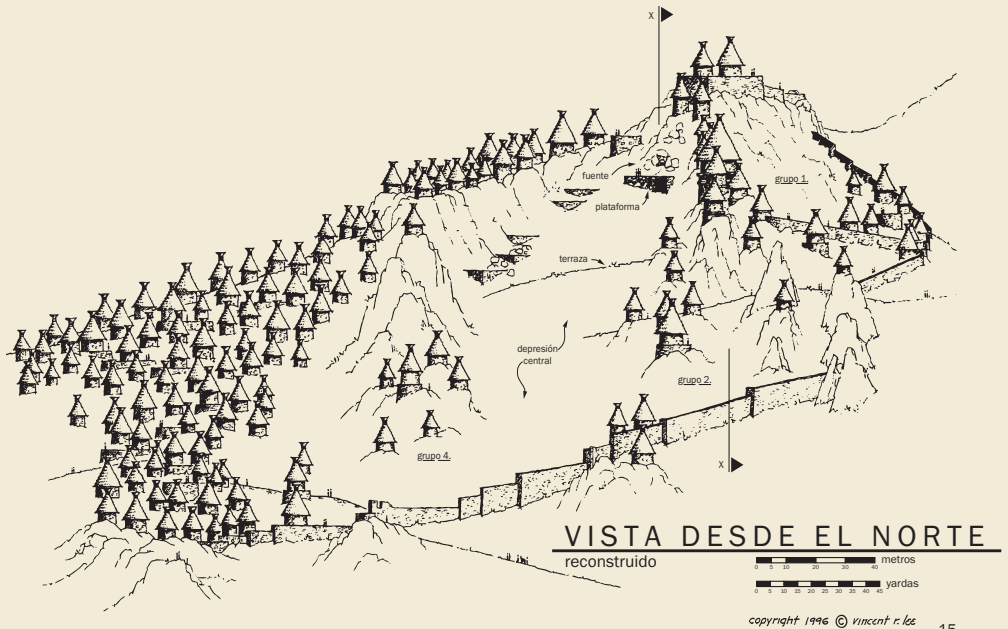 X
fuente
grupo 1.
plataforma
terraza
depresión
central
grupo 2.
grupo 4.
X
VISTA DESDE EL NORTE
reconstruido
metros
0 5 10 20 30 40
yardas
0 5 10 15 20 25 30 35 40 45
copyright 1996 © vincent r. lee
15